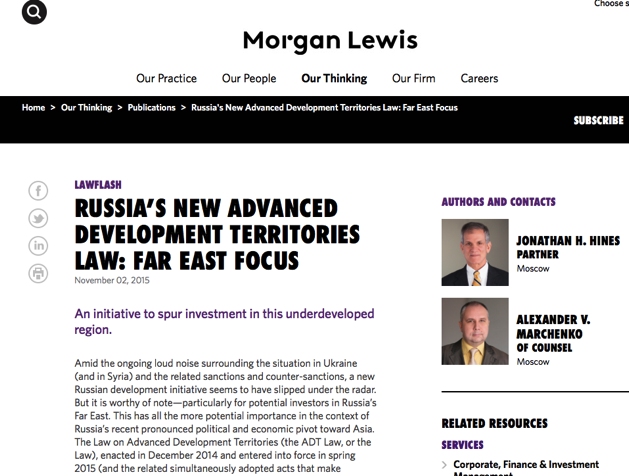 Choose s
Morgan Lewis
Our Practice Our People Our Thinking Our Firm Careers
Home > Our Thinking > Publications > Russia's New Advanced Development Territories Law: Far East Focus
SUBSCRIBE
LAWFLASH
RUSSIA'S NEW ADVANCED
DEVELOPMENT TERRITORIES
LAW: FAR EAST FOCUS
November 02, 2015
An initiative to spur investment in this underdeveloped
region.
Amid the ongoing loud noise surrounding the situation in Ukraine
(and in Syria) and the related sanctions and counter-sanctions, a new
Russian development initiative seems to have slipped under the radar.
But it is worthy of note—particularly for potential investors in Russia's
Far East. This has all the more potential importance in the context of
Russia's recent pronounced political and economic pivot toward Asia.
The Law on Advanced Development Territories (the ADT Law, or the
Law), enacted in December 2014 and entered into force in spring
2015 (and the related simultaneously adopted acts that make
AUTHORS AND CONTACTS
JONATHAN H. HINES
PARTNER
Moscow
ALEXANDER V.
MARCHENKO
OF COUNSEL
Moscow
RELATED RESOURCES
SERVICES
> Corporate, Finance & Investment
Management